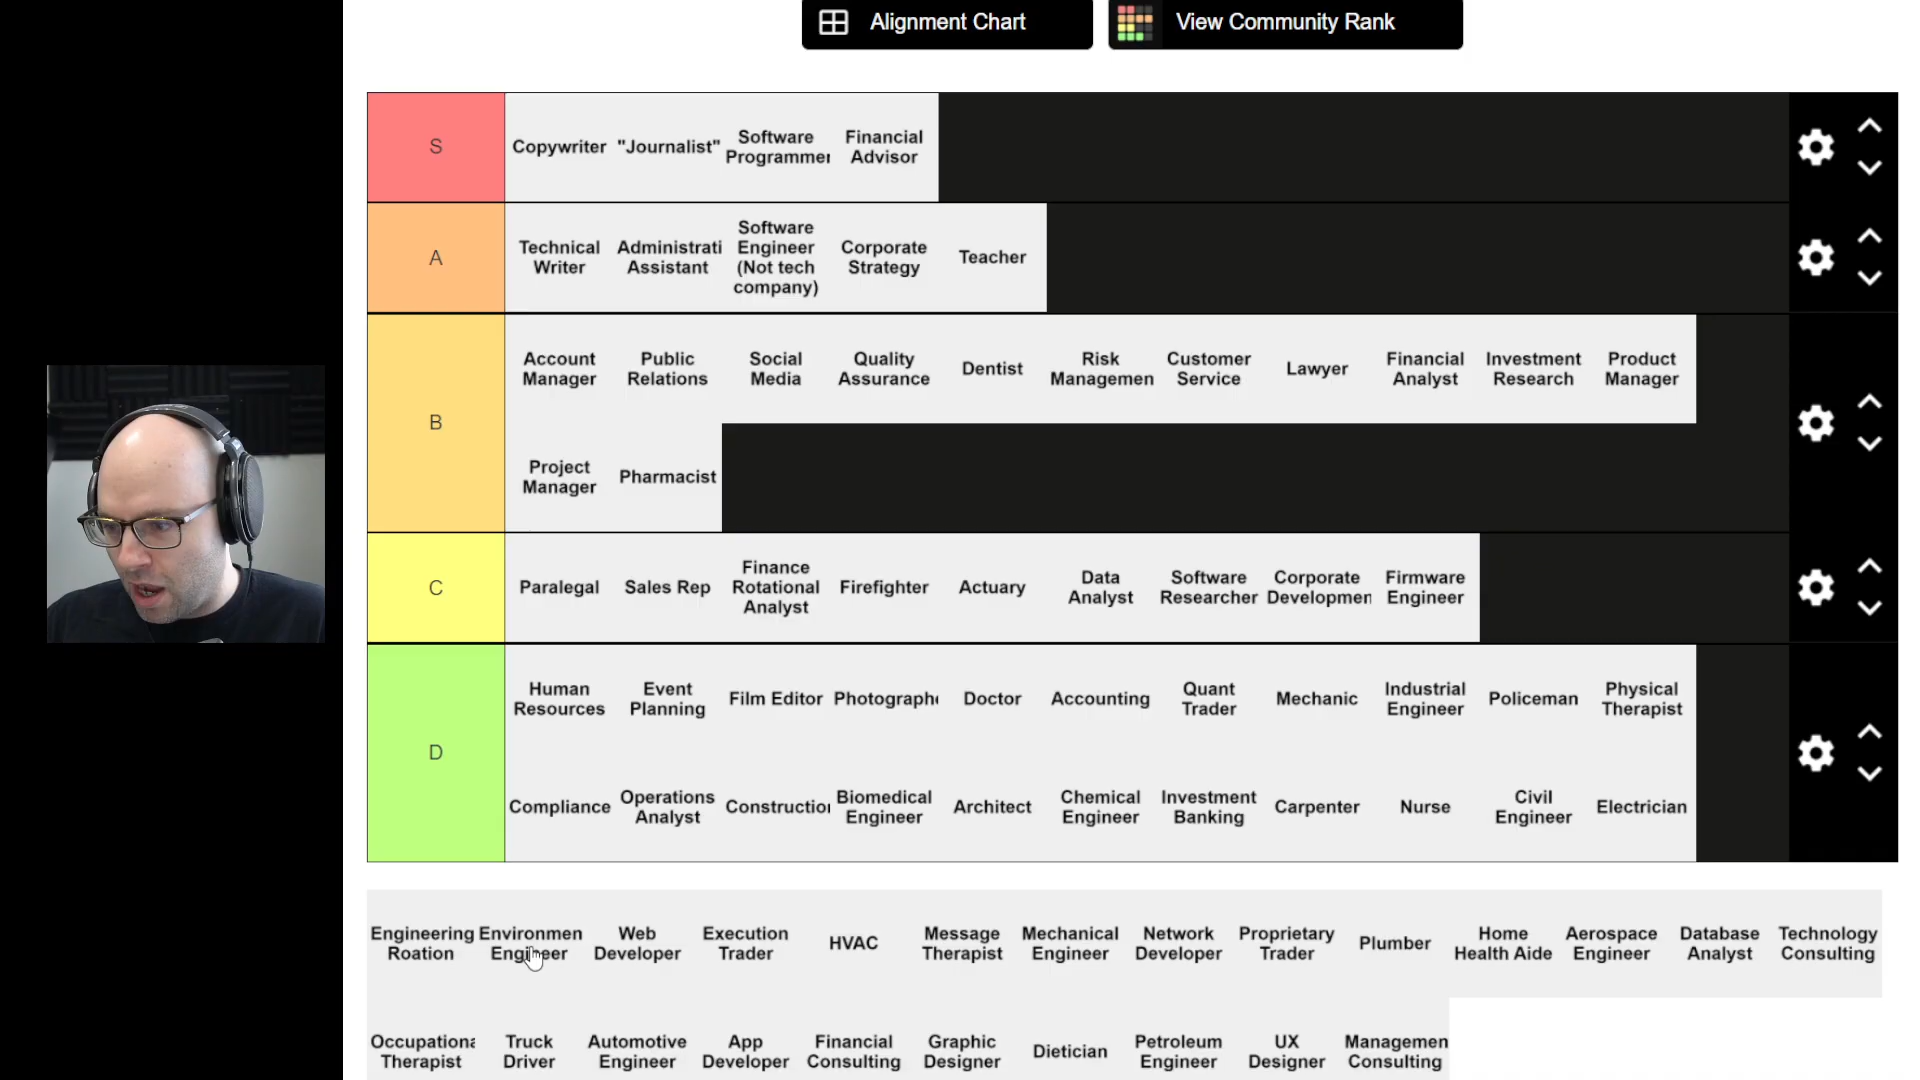 Alignment Chart
View Community Rank
S
Copywriter
"Journalist"
Software
Programmer
Financial
Advisor
A
Technical
Writer
Administrati
Assistant
Software
Engineer
(Not tech
company)
Corporate
Strategy
Teacher
B
Account
Manager
Public
Relations
Social
Media
Quality
Assurance
Dentist
Risk
Managemen
Customer
Service
Lawyer
Financial
Analyst
Investment
Research
Product
Manager
Project
Manager
Pharmacist
C
Paralegal
Sales Rep
Finance
Rotational
Analyst
Firefighter
Actuary
Data
Analyst
Software
Researcher
Corporate
Developmen
Firmware
Engineer
D
Human
Resources
Event
Planning
Film Editor
Photographe
Doctor
Accounting
Quant
Trader
Mechanic
Industrial
Engineer
Policeman
Physical
Therapist
Compliance
Operations
Analyst
Construction
Biomedical
Engineer
Architect
Chemical
Engineer
Investment
Banking
Carpenter
Nurse
Civil
Engineer
Electrician
Engineering
Roation
Environmen
Engineer
Web
Developer
Execution
Trader
HVAC
Message
Therapist
Mechanical
Engineer
Network
Developer
Proprietary
Trader
Plumber
Home
Health Aide
Aerospace
Engineer
Database
Analyst
Technology
Consulting
Occupationa
Therapist
Truck
Driver
Automotive
Engineer
App
Developer
Financial
Consulting
Graphic
Designer
Dietician
Petroleum
Engineer
UX
Designer
Managemen
Consulting